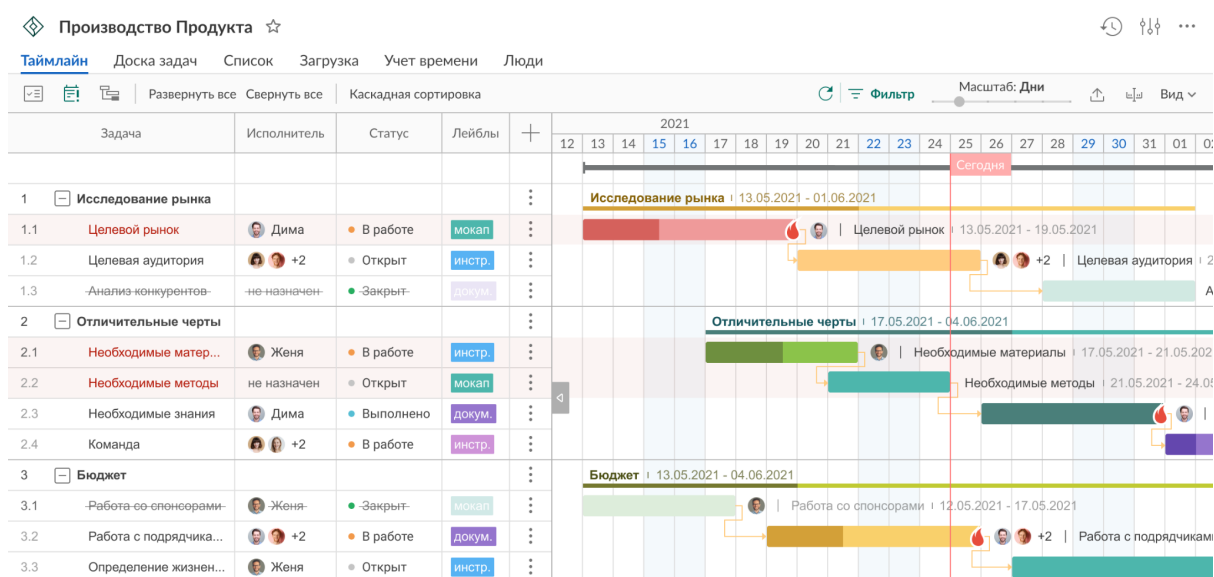 Производство Продукта
Таймлайн Доска задач Список Загрузка Учет времени Люди
Развернуть все Свернуть все Каскадная сортировка Фильтр Масштаб: Дни Вид
Задача Исполнитель Статус Лейблы 2021
12 13 14 15 16 17 18 19 20 21 22 23 24 25 26 27 28 29 30 31 01 02
Сегодня
1 Исследование рынка Исследование рынка 13.05.2021 - 01.06.2021
1.1 Целевой рынок Дима В работе мокап Целевой рынок 13.05.2021 - 19.05.2021
1.2 Целевая аудитория +2 Открыт инстр. +2 Целевая аудитория 2
1.3 Анализ конкурентов не назначен Закрыт докум. А
2 Отличительные черты Отличительные черты 17.05.2021 - 04.06.2021
2.1 Необходимые матер... Женя В работе инстр. Необходимые материалы 17.05.2021 - 21.05.202
2.2 Необходимые методы не назначен Открыт мокап Необходимые методы 21.05.2021 - 24.05
2.3 Необходимые знания Дима Выполнено докум.
2.4 Команда +2 В работе инстр.
3 Бюджет Бюджет 13.05.2021 - 04.06.2021
3.1 Работа со спонсорами Женя Закрыт мокап Работа со спонсорами 12.05.2021 - 17.05.2021
3.2 Работа с подрядчика... +2 В работе докум. +2 Работа с подрядчиками
3.3 Определение жизнен... Женя Открыт инстр.